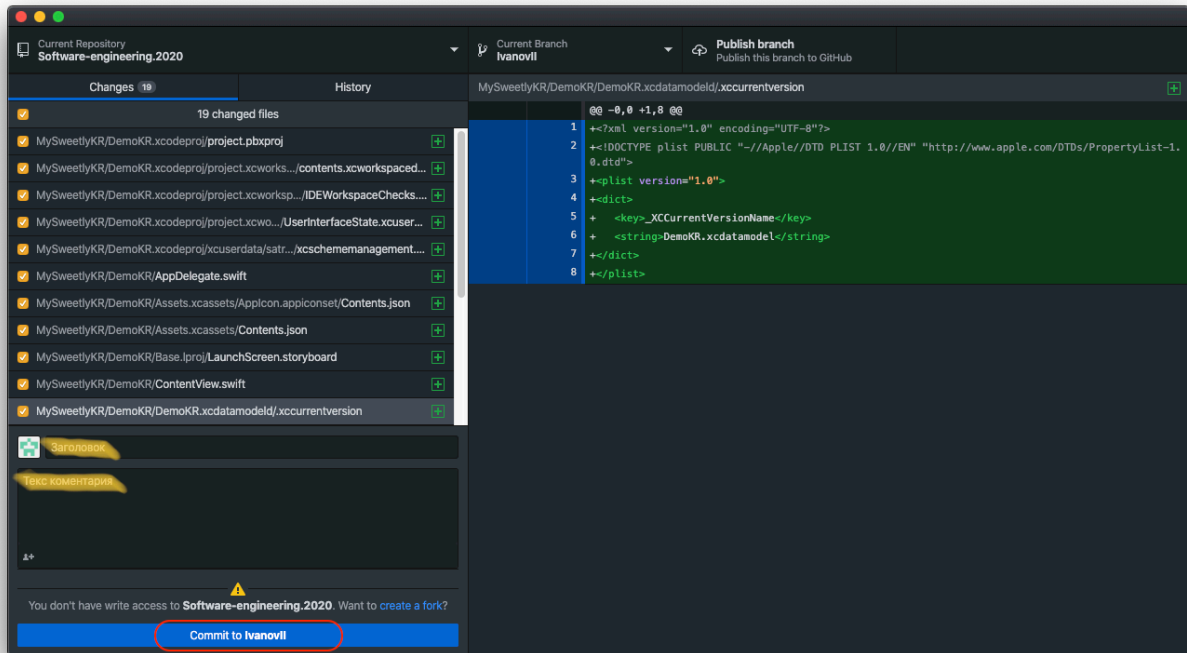 Current Repository
Software-engineering.2020
Current Branch
IvanovII
Publish branch
Publish this branch to GitHub
Changes 19
History
19 changed files
MySweetlyKR/DemoKR.xcodeproj/project.pbxproj
MySweetlyKR/DemoKR.xcodeproj/project.xcworks.../contents.xcworkspaced...
MySweetlyKR/DemoKR.xcodeproj/project.xcworksp.../IDEWorkspaceChecks....
MySweetlyKR/DemoKR.xcodeproj/project.xcwo.../UserInterfaceState.xcuser...
MySweetlyKR/DemoKR.xcodeproj/xcuserdata/satr.../xcschememanagement....
MySweetlyKR/DemoKR/AppDelegate.swift
MySweetlyKR/DemoKR/Assets.xcassets/AppIcon.appiconset/Contents.json
MySweetlyKR/DemoKR/Assets.xcassets/Contents.json
MySweetlyKR/DemoKR/Base.lproj/LaunchScreen.storyboard
MySweetlyKR/DemoKR/ContentView.swift
MySweetlyKR/DemoKR/DemoKR.xcdatamodeld/.xccurrentversion
Заголовок
Текс коментария
You don't have write access to Software-engineering.2020. Want to create a fork?
Commit to IvanovII
MySweetlyKR/DemoKR/DemoKR.xcdatamodeld/.xccurrentversion
@@ -0,0 +1,8 @@
1 +<?xml version="1.0" encoding="UTF-8"?>
2 +<!DOCTYPE plist PUBLIC "-//Apple//DTD PLIST 1.0//EN" "http://www.apple.com/DTDs/PropertyList-1.
0.dtd">
3 +<plist version="1.0">
4 +<dict>
5 + <key>_XCCurrentVersionName</key>
6 + <string>DemoKR.xcdatamodel</string>
7 +</dict>
8 +</plist>